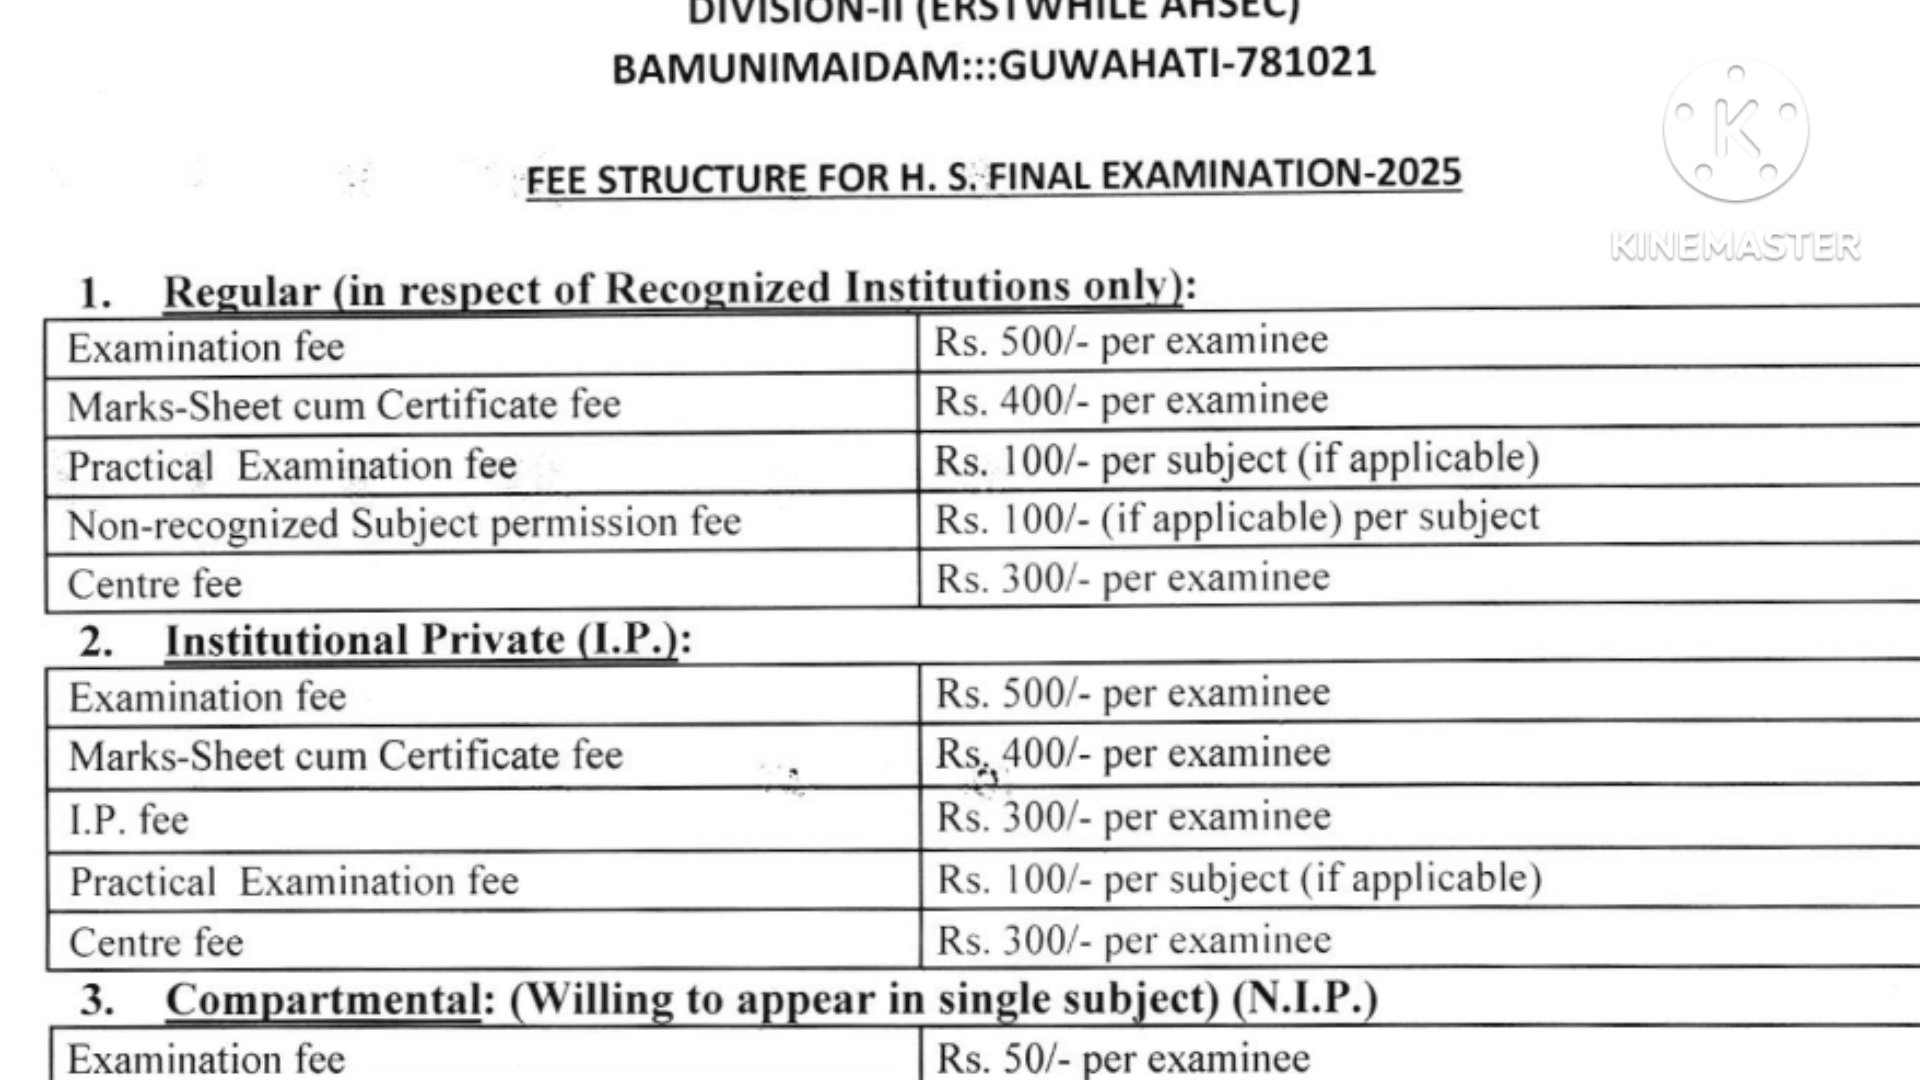 DIVISION-II (ERSTWHILE AHSEC)
BAMUNIMAIDAM:::GUWAHATI-781021
K
KINEMASTER
FEE STRUCTURE FOR H. S. FINAL EXAMINATION-2025
1. Regular (in respect of Recognized Institutions only):
Examination fee Rs. 500/- per examinee
Marks-Sheet cum Certificate fee Rs. 400/- per examinee
Practical Examination fee Rs. 100/- per subject (if applicable)
Non-recognized Subject permission fee Rs. 100/- (if applicable) per subject
Centre fee Rs. 300/- per examinee
2. Institutional Private (I.P.):
Examination fee Rs. 500/- per examinee
Marks-Sheet cum Certificate fee Rs. 400/- per examinee
I.P. fee Rs. 300/- per examinee
Practical Examination fee Rs. 100/- per subject (if applicable)
Centre fee Rs. 300/- per examinee
3. Compartmental: (Willing to appear in single subject) (N.I.P.)
Examination fee Rs. 50/- per examinee